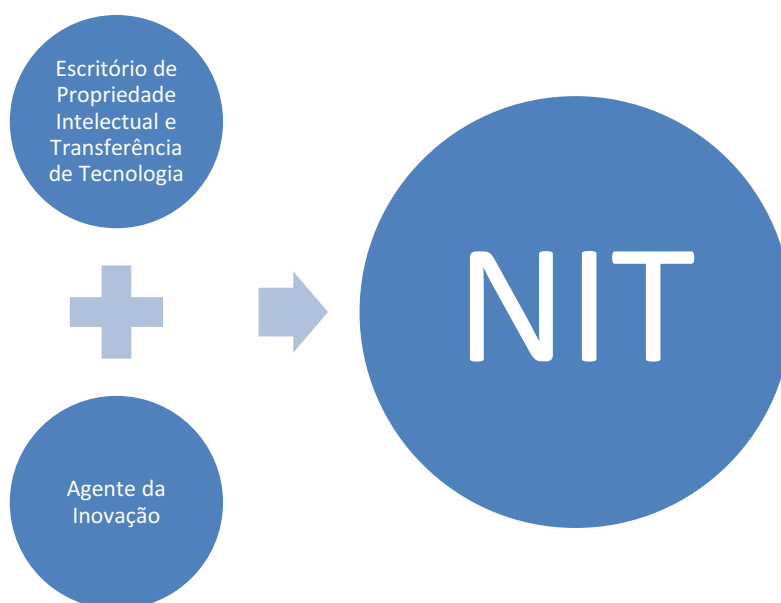 Escritório de
Propriedade
Intelectual e
Transferência
de Tecnologia
NIT
Agente da
Inovação